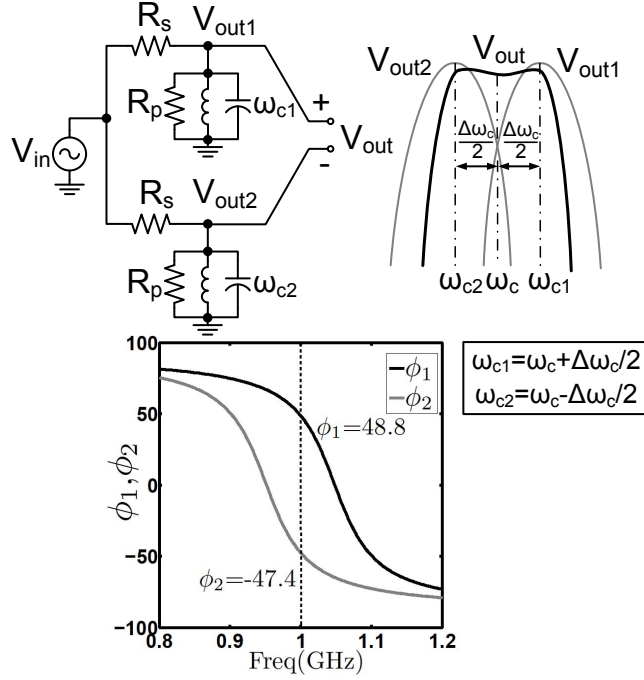 R_s
V_out1
R_p
ω_c1
V_in
+
V_out
-
R_s
V_out2
R_p
ω_c2
V_out2
V_out
V_out1
Δω_c/2
Δω_c/2
ω_c2
ω_c
ω_c1
ω_c1=ω_c+Δω_c/2
ω_c2=ω_c-Δω_c/2
100
50
0
−50
−100
ϕ_1,ϕ_2
ϕ_1
ϕ_2
ϕ_1=48.8
ϕ_2=-47.4
0.8
0.9
1
1.1
1.2
Freq(GHz)